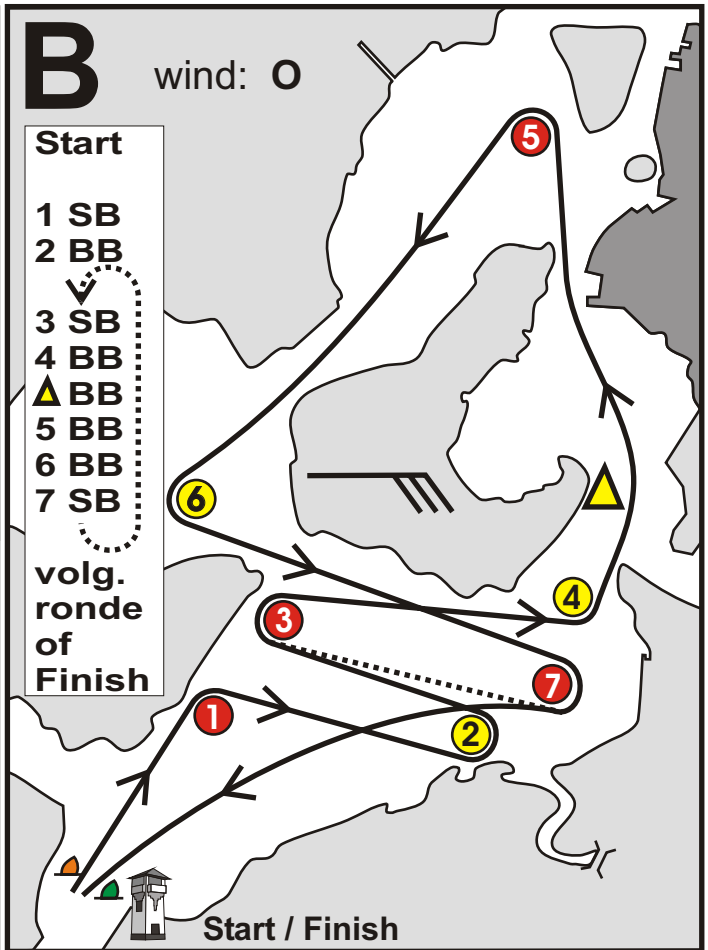 B
wind: O
Start
1 SB
2 BB
3 SB
4 BB
BB
5 BB
6 BB
7 SB
volg.
ronde
of
Finish
5
6
4
3
7
1
2
Start / Finish